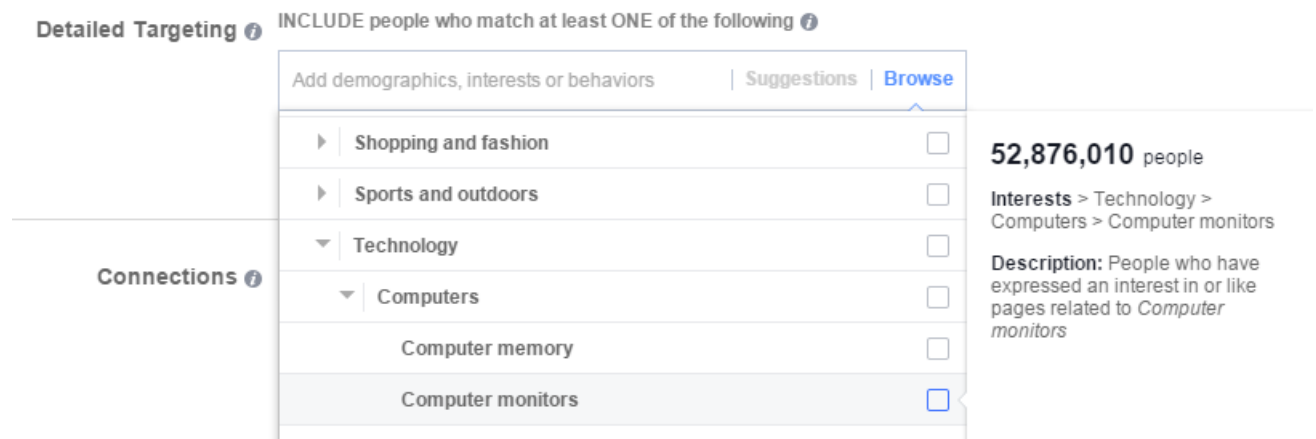 Detailed Targeting
INCLUDE people who match at least ONE of the following
Add demographics, interests or behaviors | Suggestions | Browse
Shopping and fashion
Sports and outdoors
Technology
Computers
Computer memory
Computer monitors
Connections
52,876,010 people
Interests > Technology >
Computers > Computer monitors
Description: People who have
expressed an interest in or like
pages related to Computer
monitors